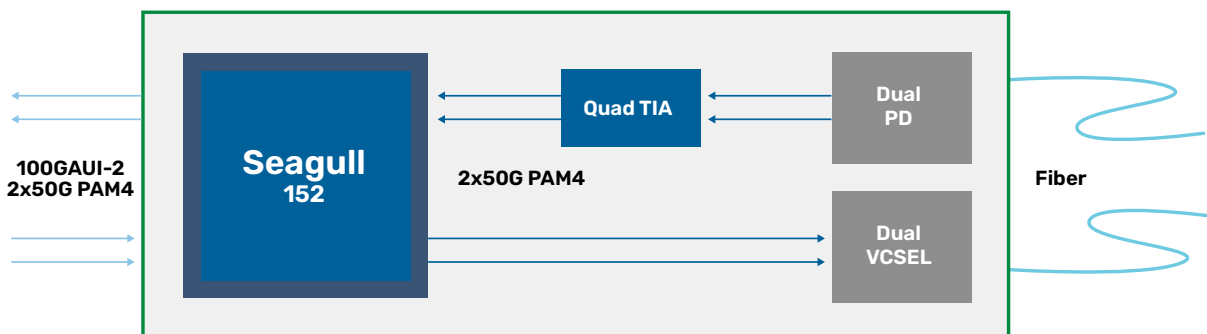 100GAUI-2
2x50G PAM4
Seagull
152
2x50G PAM4
Quad TIA
Dual
PD
Dual
VCSEL
Fiber